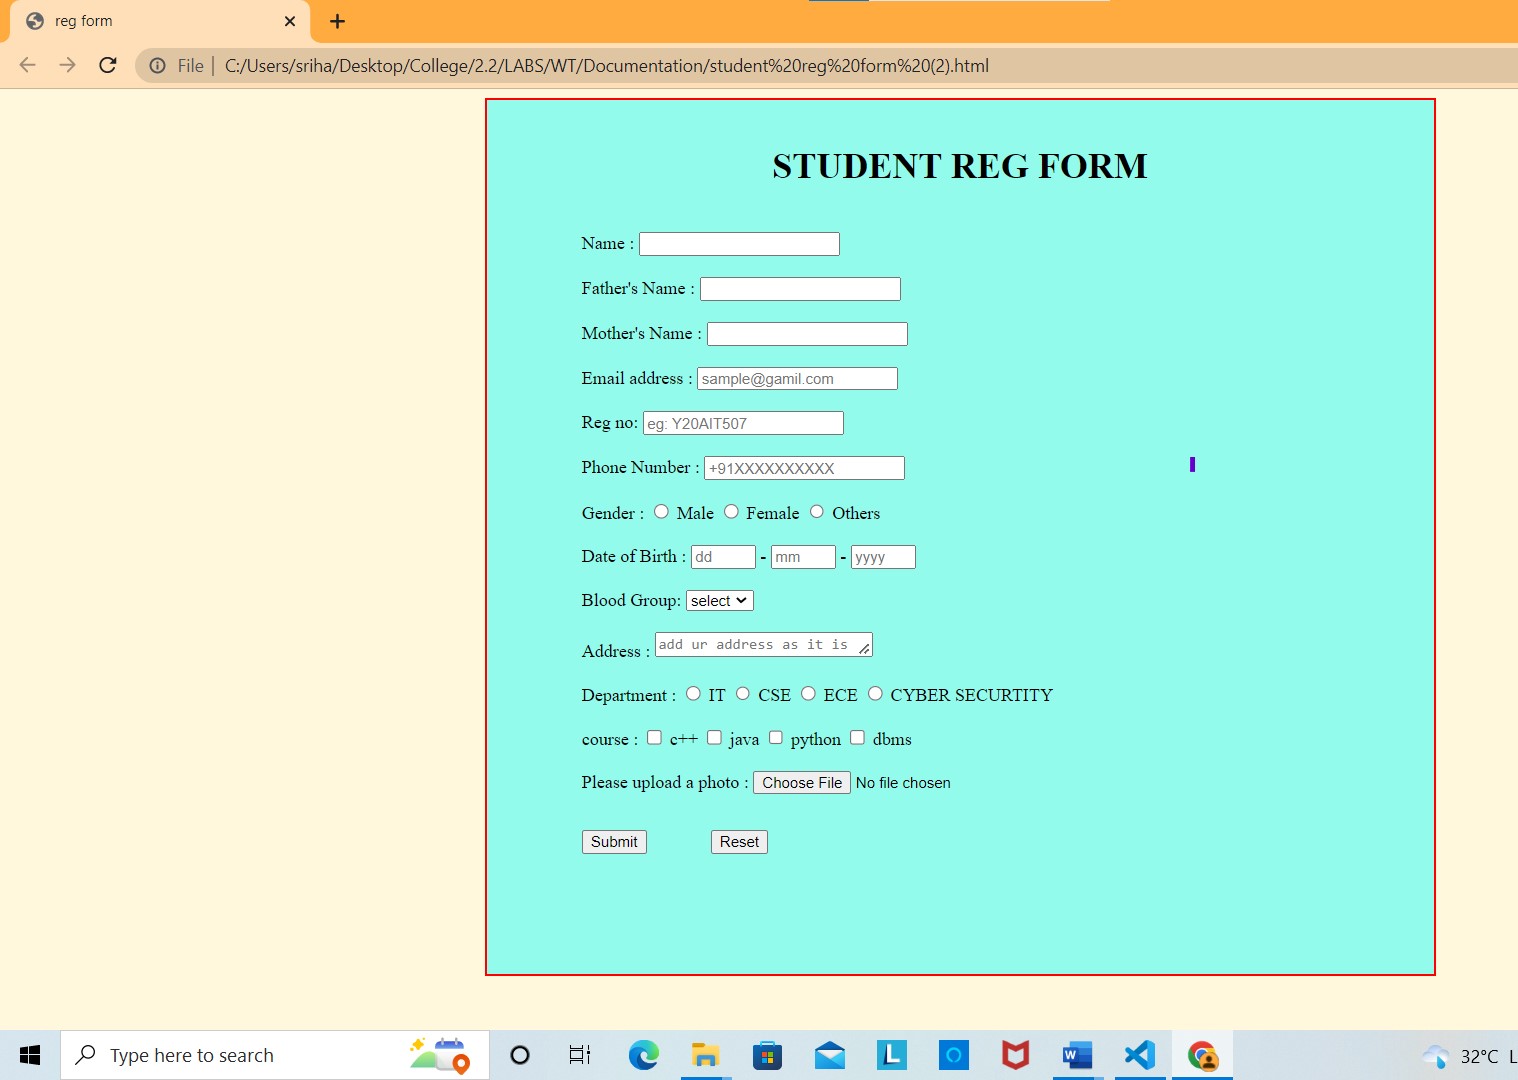 reg form
File | C:/Users/sriha/Desktop/College/2.2/LABS/WT/Documentation/student%20reg%20form%20(2).html
STUDENT REG FORM
Name :
Father's Name :
Mother's Name :
Email address : sample@gamil.com
Reg no: eg: Y20AIT507
Phone Number : +91XXXXXXXXXX
Gender : Male Female Others
Date of Birth : dd - mm - yyyy
Blood Group: select
Address : add ur address as it is
Department : IT CSE ECE CYBER SECURTITY
course : c++ java python dbms
Please upload a photo : Choose File No file chosen
Submit Reset
Type here to search
32°C L